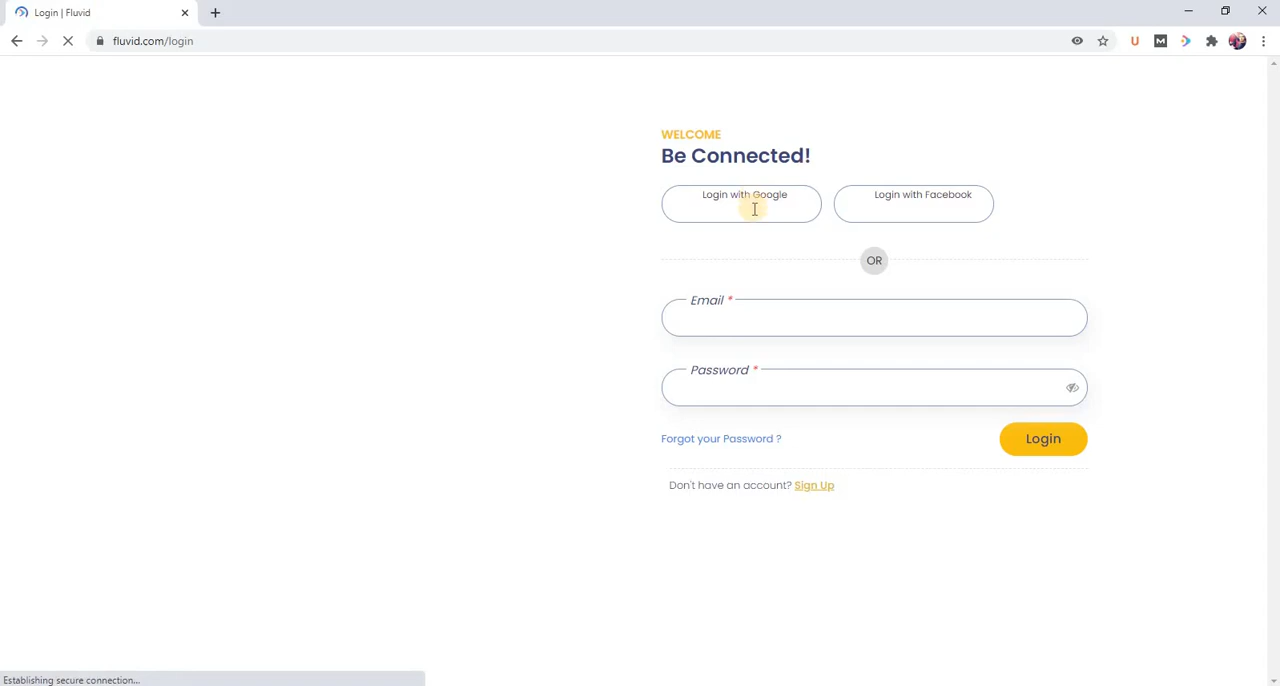 Login | Fluvid
fluvid.com/login
WELCOME
Be Connected!
Login with Google
Login with Facebook
OR
Email *
Password *
Forgot your Password ?
Login
Don't have an account? Sign Up
Establishing secure connection...